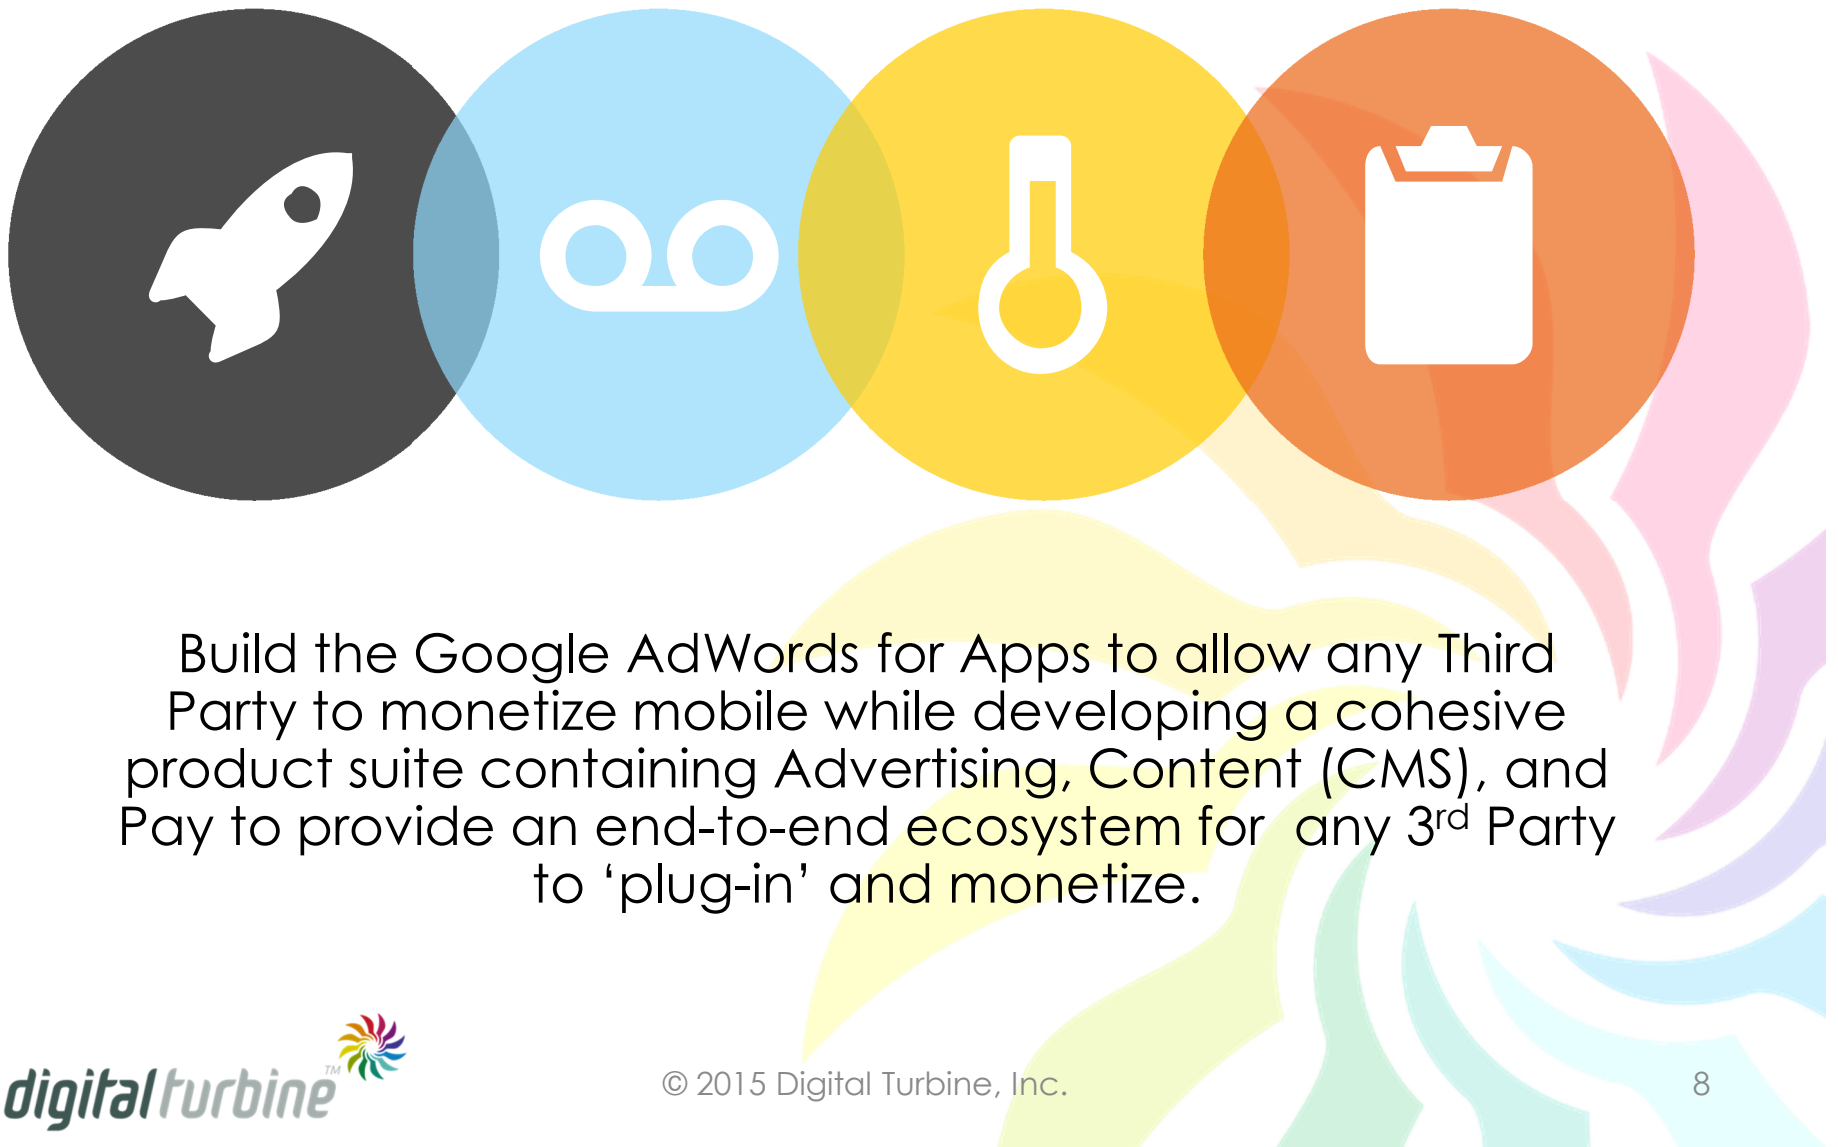 Build the Google AdWords for Apps to allow any Third
Party to monetize mobile while developing a cohesive
product suite containing Advertising, Content (CMS), and
Pay to provide an end-to-end ecosystem for  any 3rd Party
to ‘plug-in’ and monetize.
digital turbine™
© 2015 Digital Turbine, Inc.
8